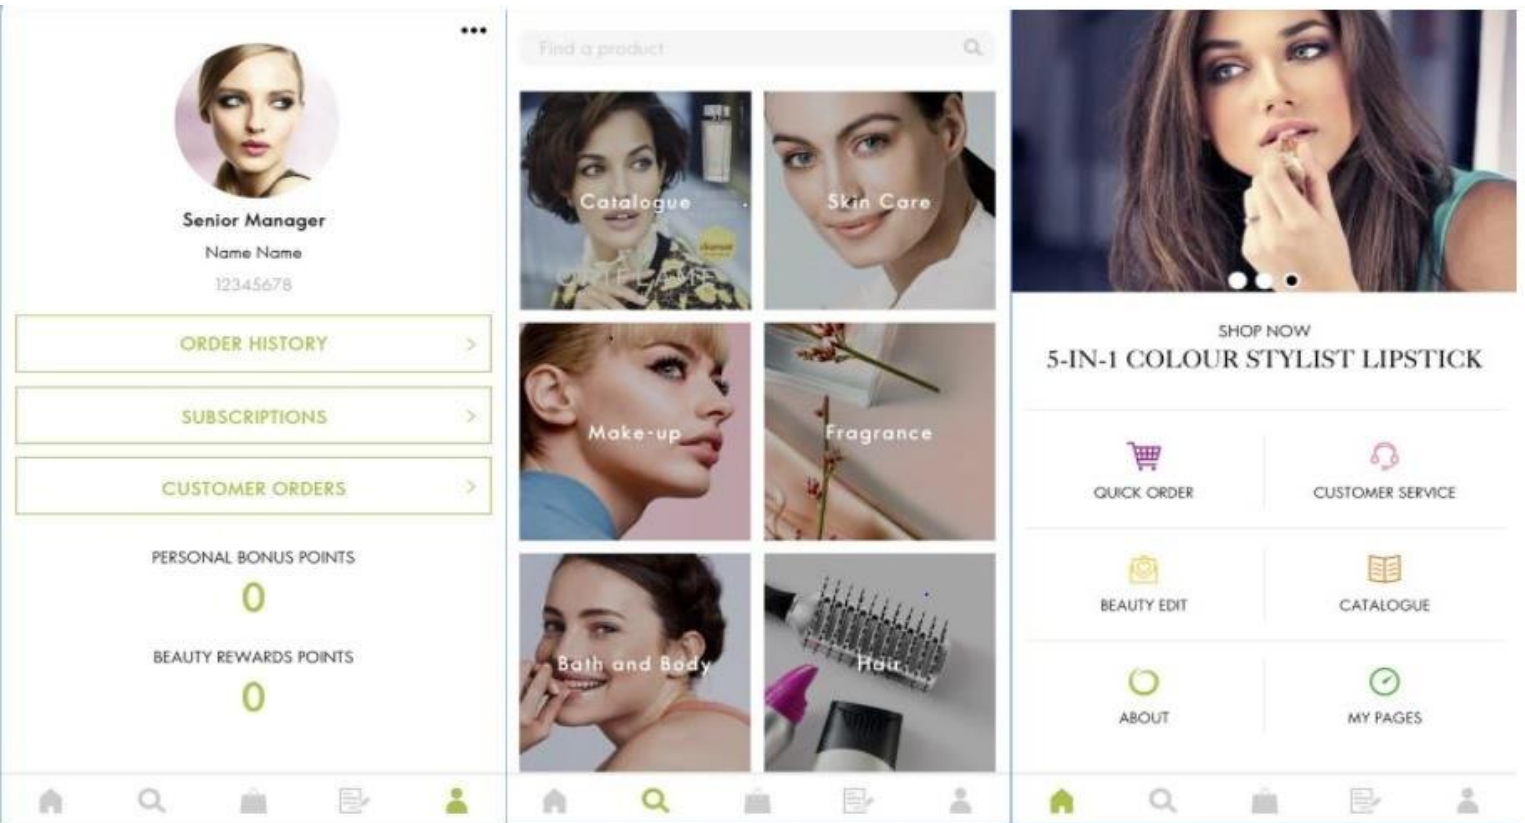 Senior Manager
Name Name
12345678
ORDER HISTORY
SUBSCRIPTIONS
CUSTOMER ORDERS
PERSONAL BONUS POINTS
0
BEAUTY REWARDS POINTS
0
Find a product
Catalogue
ORIFLAME
Skin Care
Make-up
Fragrance
Bath and Body
Hair
SHOP NOW
5-IN-1 COLOUR STYLIST LIPSTICK
QUICK ORDER
CUSTOMER SERVICE
BEAUTY EDIT
CATALOGUE
ABOUT
MY PAGES